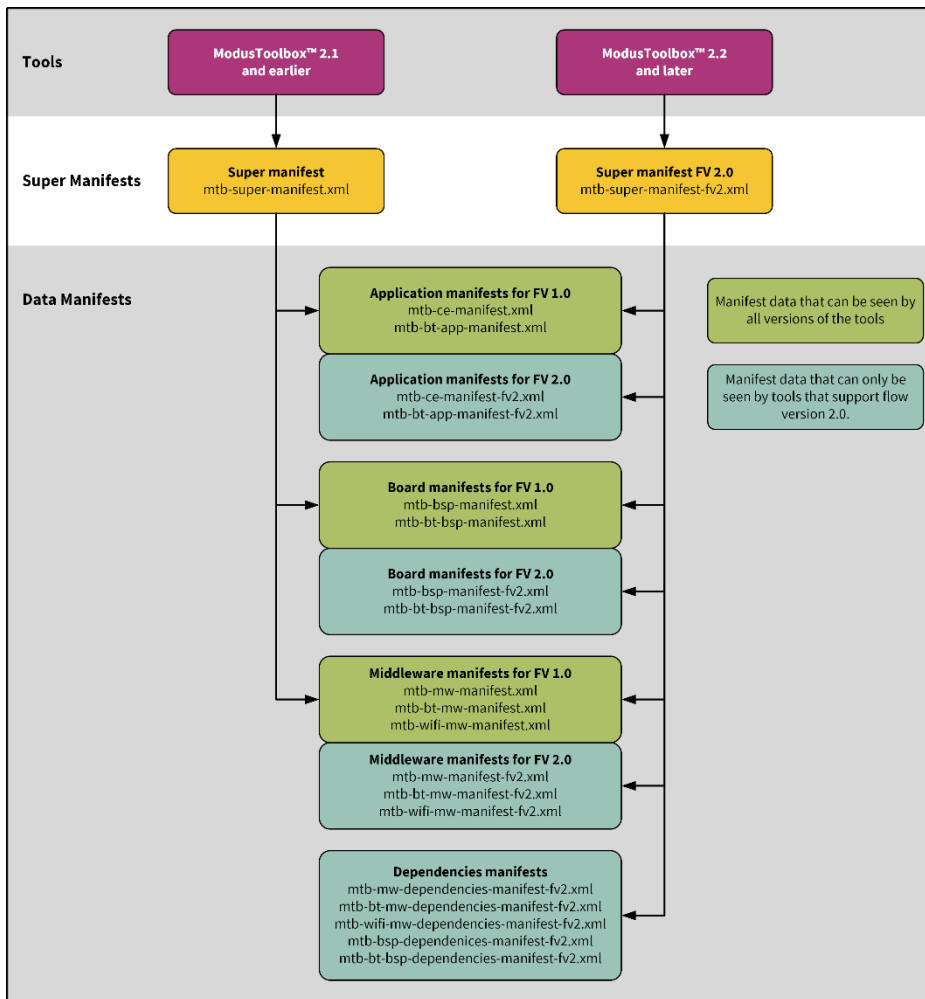 Tools
ModusToolbox™ 2.1
and earlier
ModusToolbox™ 2.2
and later
Super Manifests
Super manifest
mtb-super-manifest.xml
Super manifest FV 2.0
mtb-super-manifest-fv2.xml
Data Manifests
Application manifests for FV 1.0
mtb-ce-manifest.xml
mtb-bt-app-manifest.xml
Application manifests for FV 2.0
mtb-ce-manifest-fv2.xml
mtb-bt-app-manifest-fv2.xml
Board manifests for FV 1.0
mtb-bsp-manifest.xml
mtb-bt-bsp-manifest.xml
Board manifests for FV 2.0
mtb-bsp-manifest-fv2.xml
mtb-bt-bsp-manifest-fv2.xml
Middleware manifests for FV 1.0
mtb-mw-manifest.xml
mtb-bt-mw-manifest.xml
mtb-wifi-mw-manifest.xml
Middleware manifests for FV 2.0
mtb-mw-manifest-fv2.xml
mtb-bt-mw-manifest-fv2.xml
mtb-wifi-mw-manifest-fv2.xml
Dependencies manifests
mtb-mw-dependencies-manifest-fv2.xml
mtb-bt-mw-dependencies-manifest-fv2.xml
mtb-wifi-mw-dependencies-manifest-fv2.xml
mtb-bsp-dependenices-manifest-fv2.xml
mtb-bt-bsp-dependencies-manifest-fv2.xml
Manifest data that can be seen by
all versions of the tools
Manifest data that can only be
seen by tools that support flow
version 2.0.